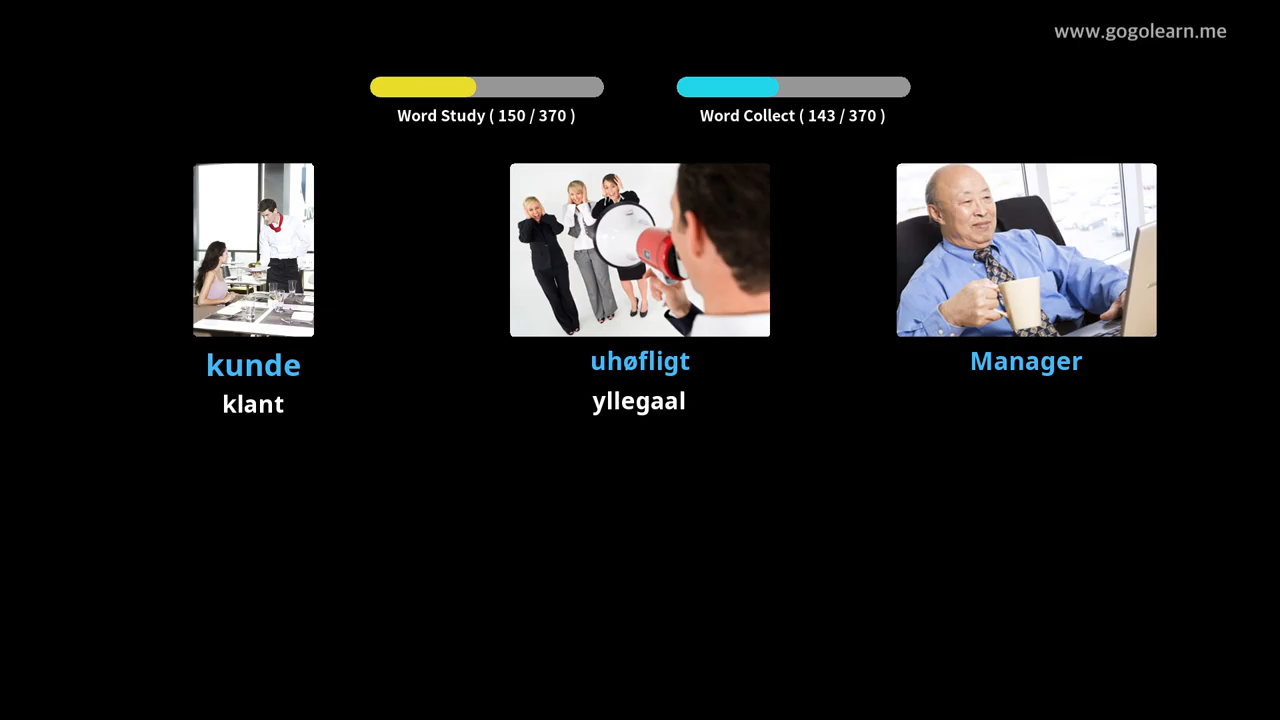 www.gogolearn.me
Word Study ( 150 / 370 )
Word Collect ( 143 / 370 )
kunde
klant
uhøfligt
yllegaal
Manager